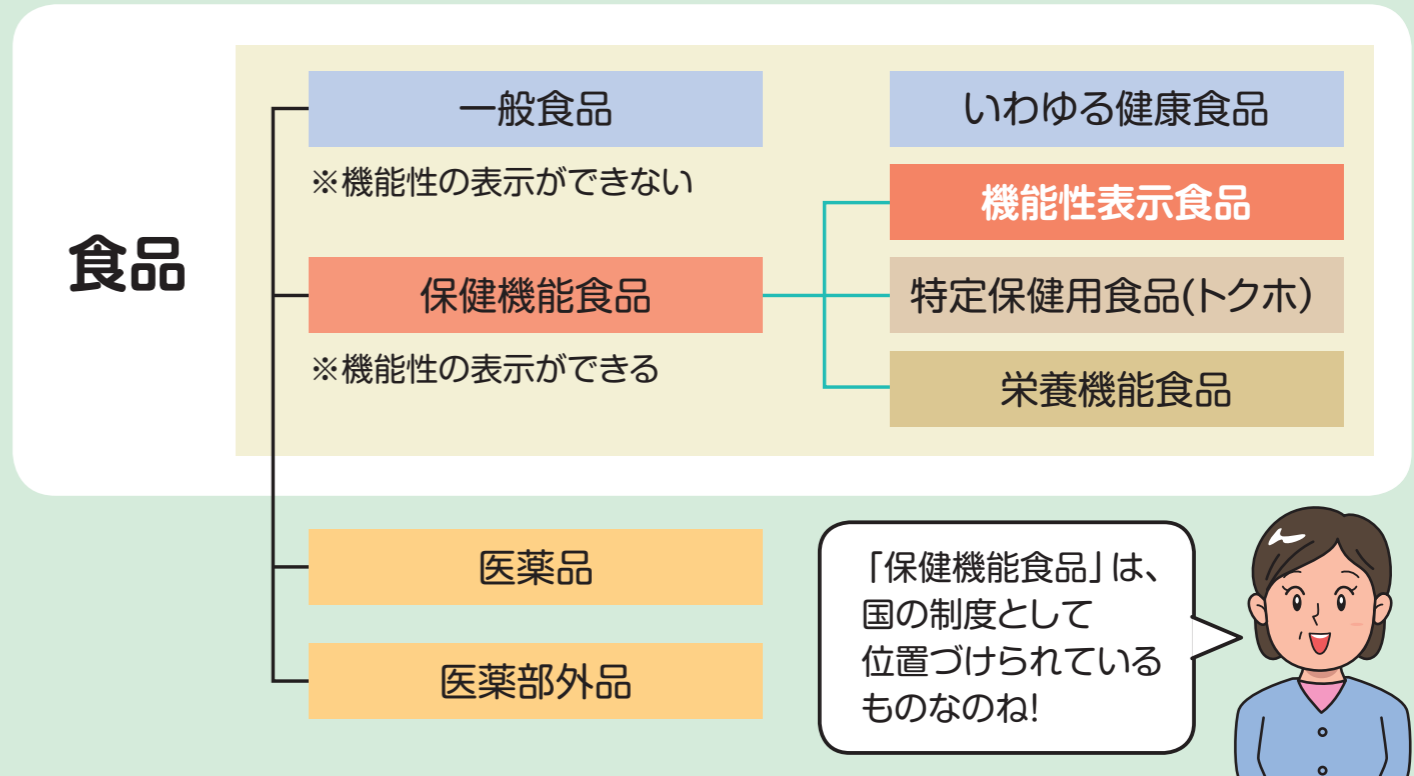 食品
一般食品
※機能性の表示ができない
保健機能食品
※機能性の表示ができる
いわゆる健康食品
機能性表示食品
特定保健用食品(トクホ）
栄養機能食品
医薬品
医薬部外品
「保健機能食品」は、
国の制度として
位置づけられている
ものなのね!